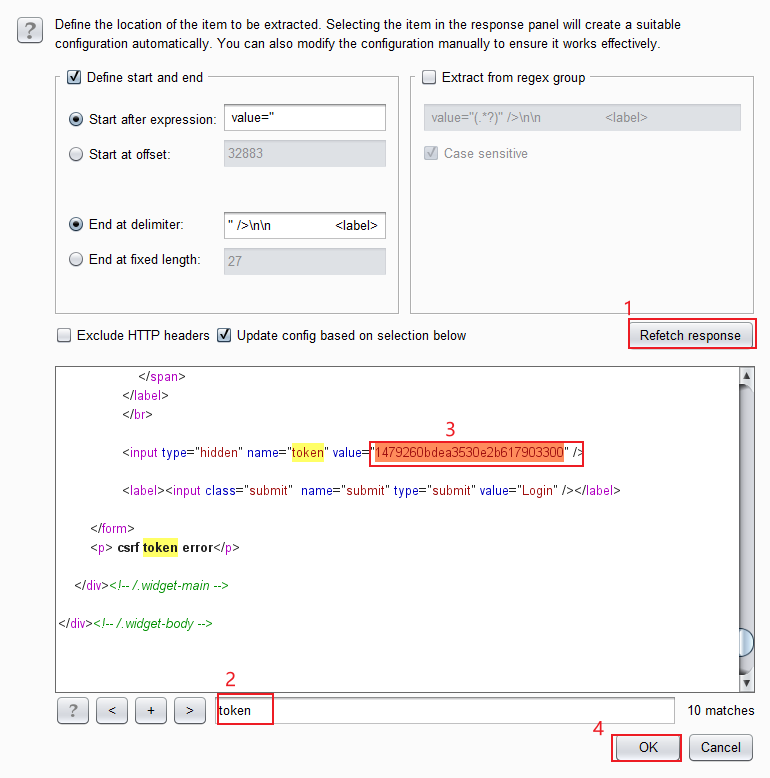 ? Define the location of the item to be extracted. Selecting the item in the response panel will create a suitable
configuration automatically. You can also modify the configuration manually to ensure it works effectively.
Define start and end
Start after expression: value="
Start at offset: 32883
End at delimiter: " />\n\n <label>
End at fixed length: 27
Extract from regex group
value="(.*?)" />\n\n <label>
Case sensitive
Exclude HTTP headers Update config based on selection below
1
Refetch response
</span>
</label>
</br>
3
<input type="hidden" name="token" value="1479260bdea3530e2b617903300" />
<label><input class="submit" name="submit" type="submit" value="Login" /></label>
</form>
<p> csrf token error</p>
</div><!-- /.widget-main -->
</div><!-- /.widget-body -->
2
? < + > token 10 matches
4
OK Cancel